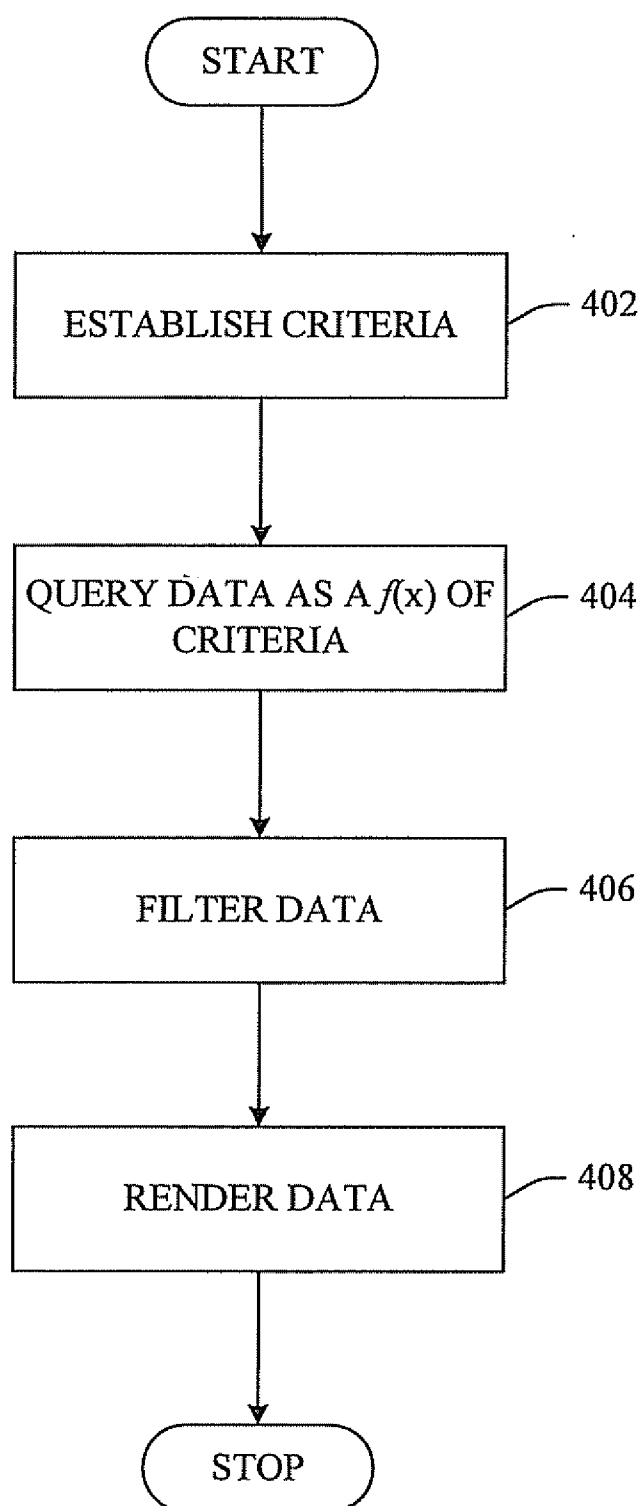 START
ESTABLISH CRITERIA
402
QUERY DATA AS A f(x) OF
CRITERIA
404
FILTER DATA
406
RENDER DATA
408
STOP